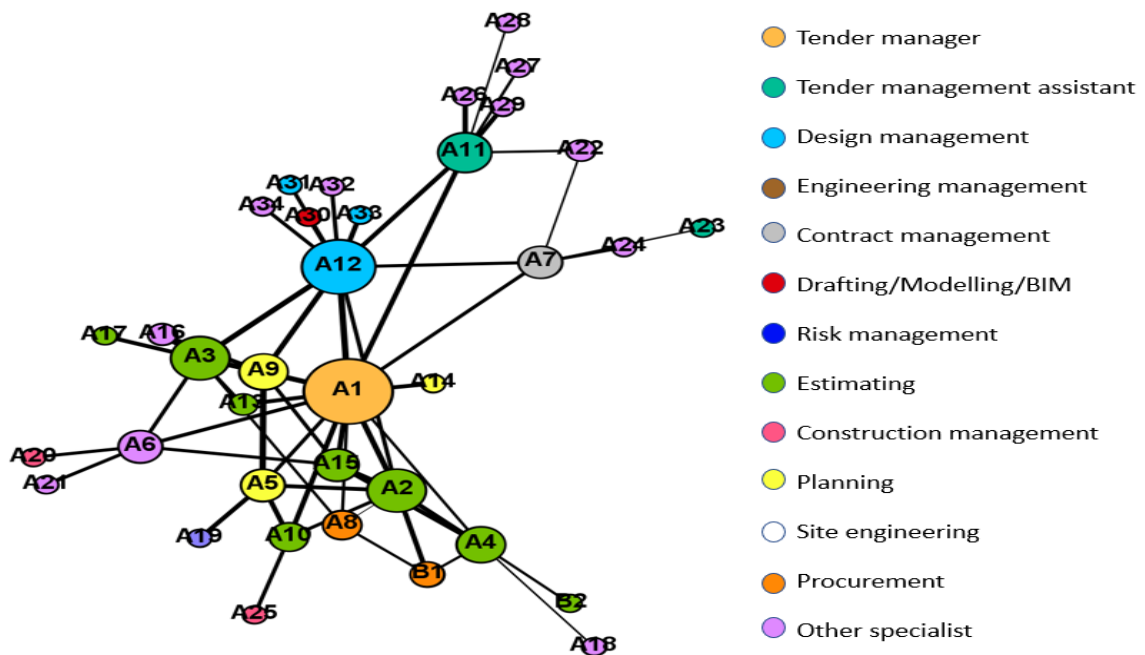 A28
A27
A26
A29
A11
A22
A31
A32
A34
A30
A33
A23
A24
A12
A7
A17
A16
A3
A9
A1
A14
A13
A6
A20
A21
A15
A5
A2
A19
A10
A8
A4
B1
A25
B2
A18
Tender manager
Tender management assistant
Design management
Engineering management
Contract management
Drafting/Modelling/BIM
Risk management
Estimating
Construction management
Planning
Site engineering
Procurement
Other specialist